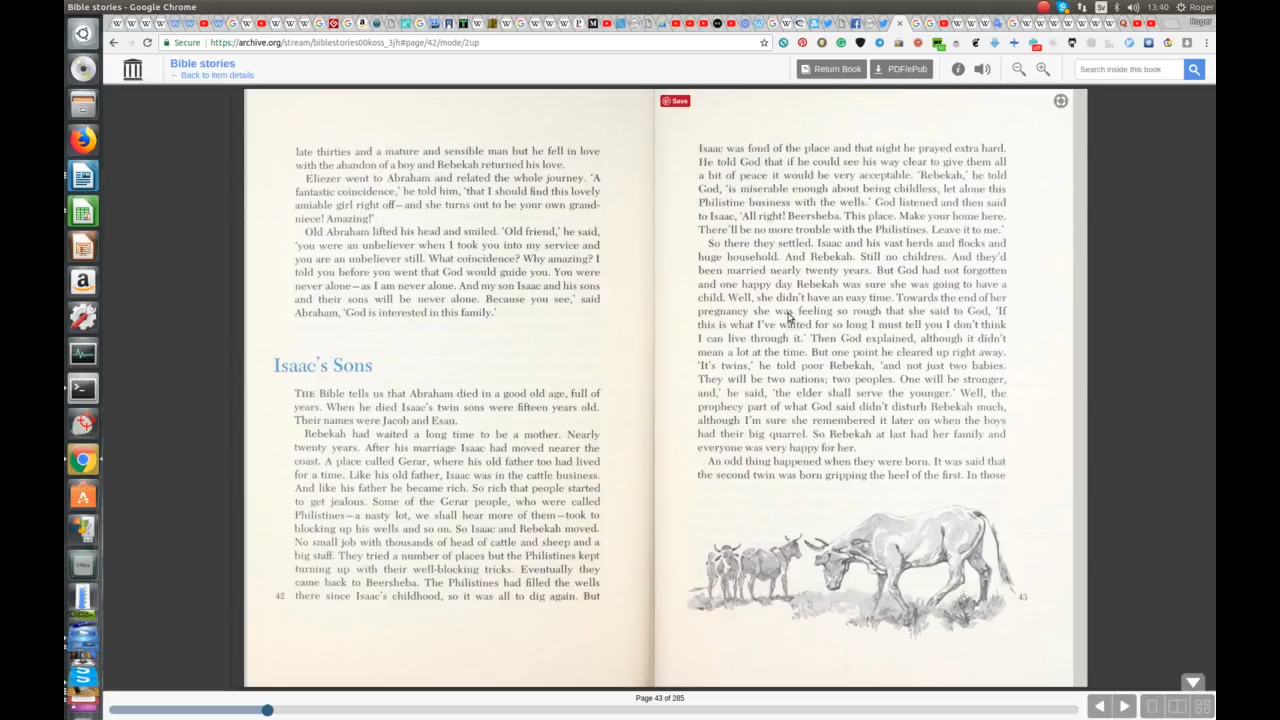 Bible stories - Google Chrome
Sv
13:40
Roger
Roger
Secure
https://archive.org/stream/biblestories00koss_3jh#page/42/mode/2up
Bible stories
← Back to item details
Return Book
PDF/ePub
Search inside this book
Save
late thirties and a mature and sensible man but he fell in love
with the abandon of a boy and Rebekah returned his love.
Eliezer went to Abraham and related the whole journey. ‘A
fantastic coincidence,’ he told him, ‘that I should find this lovely
amiable girl right off—and she turns out to be your own grand-
niece! Amazing!’
Old Abraham lifted his head and smiled. ‘Old friend,’ he said,
‘you were an unbeliever when I took you into my service and
you are an unbeliever still. What coincidence? Why amazing? I
told you before you went that God would guide you. You were
never alone—as I am never alone. And my son Isaac and his sons
and their sons will be never alone. Because you see,’ said
Abraham, ‘God is interested in this family.’
Isaac’s Sons
THE Bible tells us that Abraham died in a good old age, full of
years. When he died Isaac’s twin sons were fifteen years old.
Their names were Jacob and Esau.
Rebekah had waited a long time to be a mother. Nearly
twenty years. After his marriage Isaac had moved nearer the
coast. A place called Gerar, where his old father too had lived
for a time. Like his old father, Isaac was in the cattle business.
And like his father he became rich. So rich that people started
to get jealous. Some of the Gerar people, who were called
Philistines—a nasty lot, we shall hear more of them—took to
blocking up his wells and so on. So Isaac and Rebekah moved.
No small job with thousands of head of cattle and sheep and a
big staff. They tried a number of places but the Philistines kept
turning up with their well-blocking tricks. Eventually they
came back to Beersheba. The Philistines had filled the wells
42 there since Isaac’s childhood, so it was all to dig again. But
Isaac was fond of the place and that night he prayed extra hard.
He told God that if he could see his way clear to give them all
a bit of peace it would be very acceptable. ‘Rebekah,’ he told
God, ‘is miserable enough about being childless, let alone this
Philistine business with the wells.’ God listened and then said
to Isaac, ‘All right! Beersheba. This place. Make your home here.
There’ll be no more trouble with the Philistines. Leave it to me.’
So there they settled. Isaac and his vast herds and flocks and
huge household. And Rebekah. Still no children. And they’d
been married nearly twenty years. But God had not forgotten
and one happy day Rebekah was sure she was going to have a
child. Well, she didn’t have an easy time. Towards the end of her
pregnancy she was feeling so rough that she said to God, ‘If
this is what I’ve waited for so long I must tell you I don’t think
I can live through it.’ Then God explained, although it didn’t
mean a lot at the time. But one point he cleared up right away.
‘It’s twins,’ he told poor Rebekah, ‘and not just two babies.
They will be two nations; two peoples. One will be stronger,
and,’ he said, ‘the elder shall serve the younger.’ Well, the
prophecy part of what God said didn’t disturb Rebekah much,
although I’m sure she remembered it later on when the boys
had their big quarrel. So Rebekah at last had her family and
everyone was very happy for her.
An odd thing happened when they were born. It was said that
the second twin was born gripping the heel of the first. In those
43
Page 43 of 285